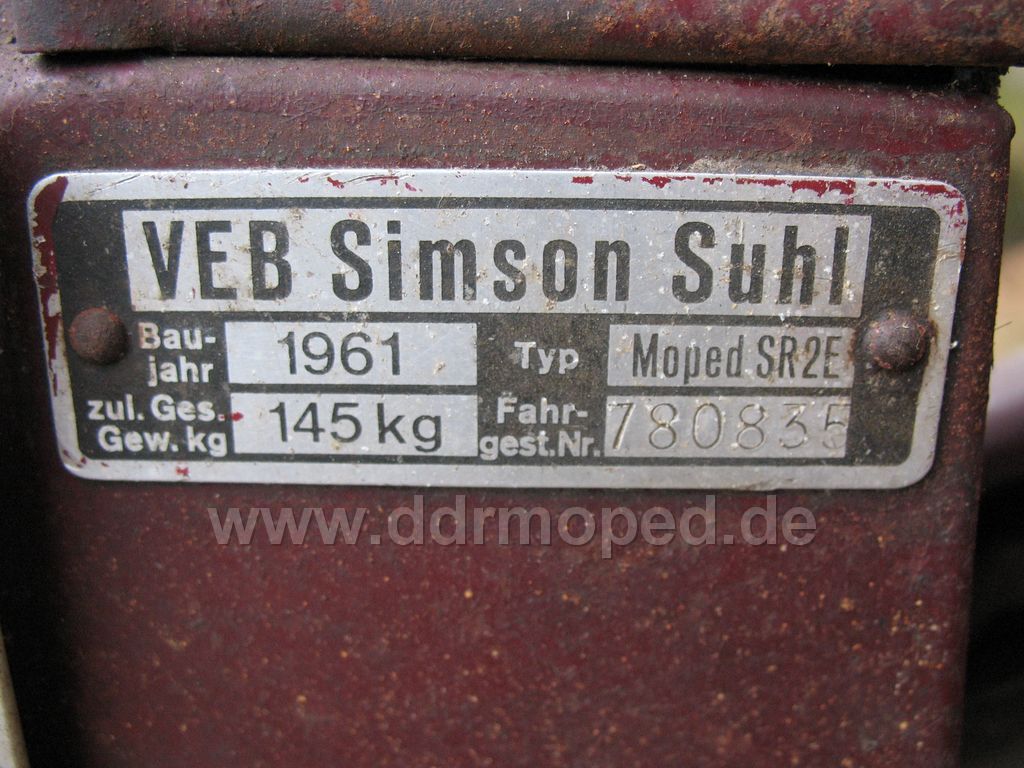 VEB Simson Suhl
Bau-
jahr 1961 Typ Moped SR2E
zul. Ges.
Gew. kg 145 kg Fahr-
gest.Nr. 780835
www.ddrmoped.de